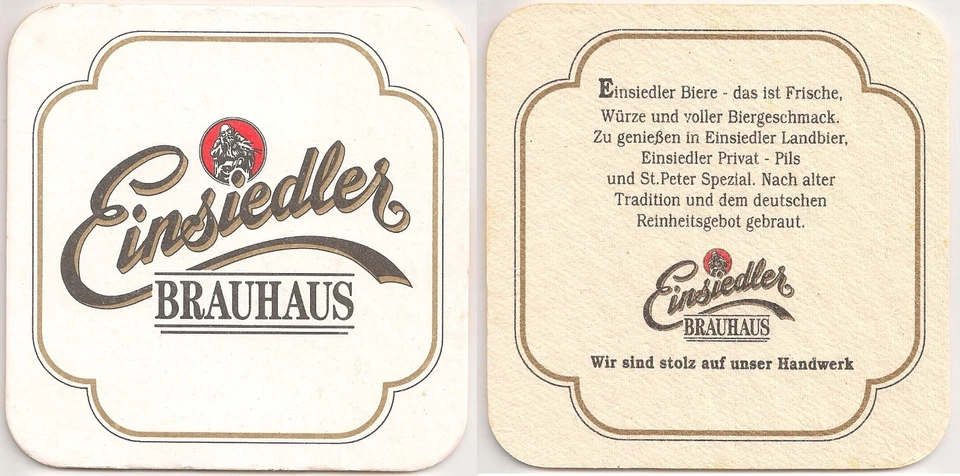 Einsiedler
BRAUHAUS
Einsiedler Biere - das ist Frische,
Würze und voller Biergeschmack.
Zu genießen in Einsiedler Landbier,
Einsiedler Privat - Pils
und St.Peter Spezial. Nach alter
Tradition und dem deutschen
Reinheitsgebot gebraut.
Einsiedler
BRAUHAUS
Wir sind stolz auf unser Handwerk